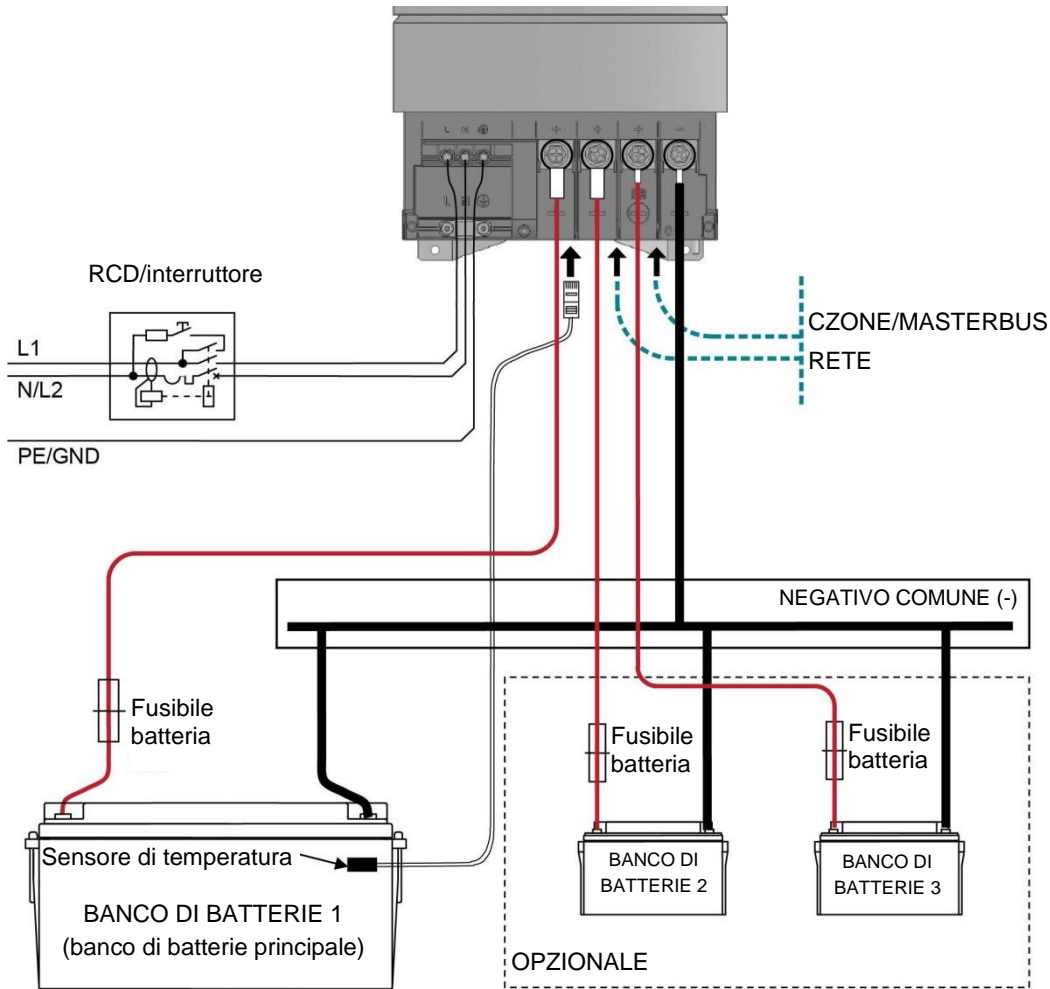 L N
+ + + -
L N
RCD/interruttore
L1
N/L2
PE/GND
CZONE/MASTERBUS
RETE
NEGATIVO COMUNE (-)
Fusibile
batteria
Fusibile
batteria
Fusibile
batteria
Sensore di temperatura
BANCO DI BATTERIE 1
(banco di batterie principale)
BANCO DI
BATTERIE 2
BANCO DI
BATTERIE 3
OPZIONALE